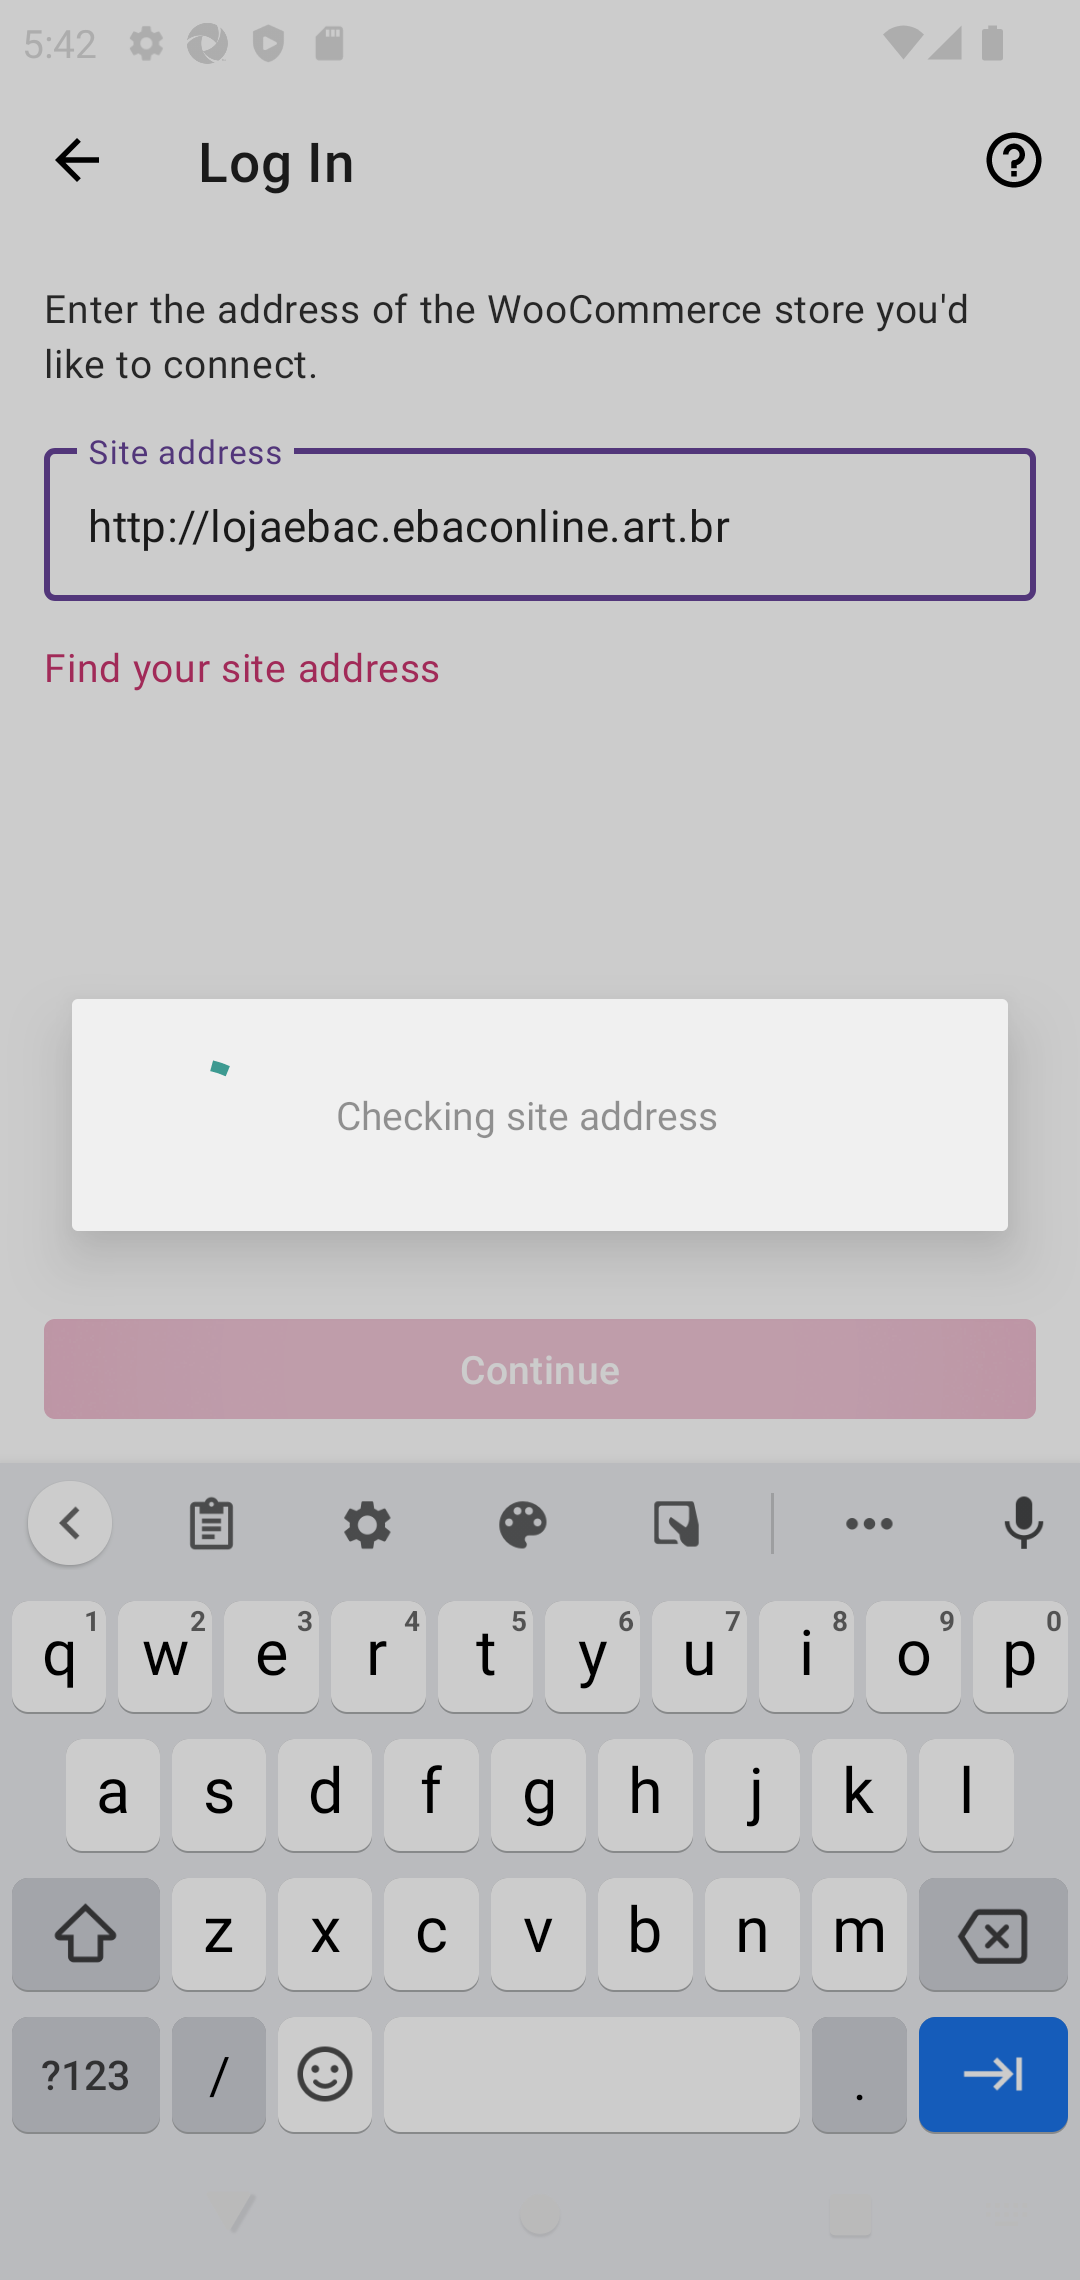 5:42
Log In
Enter the address of the WooCommerce store you'd
like to connect.
Site address
http://lojaebac.ebaconline.art.br
Find your site address
Checking site address
Continue
1 2 3 4 5 6 7 8 9 0
q w e r t y u i o p
a s d f g h j k l
z x c v b n m
?123 / .